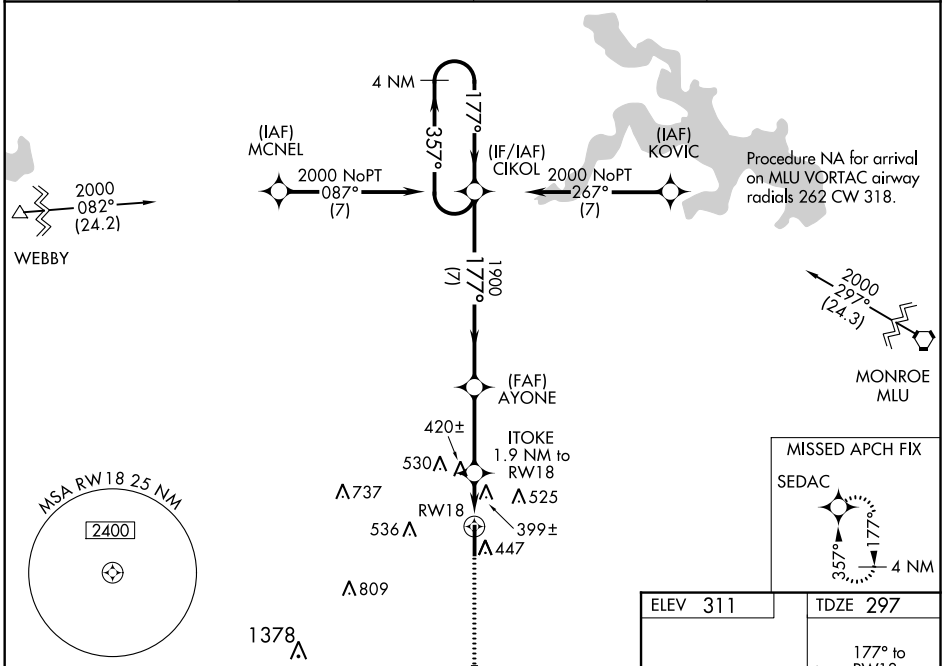 4 NM
177°
357°
(IAF)
MCNEL
(IF/IAF)
CIKOL
(IAF)
KOVIC
2000 NoPT
087°
(7)
2000 NoPT
267°
(7)
Procedure NA for arrival
on MLU VORTAC airway
radials 262 CW 318.
2000
082°
(24.2)
WEBBY
1900
177°
(7)
2000
297°
(24.3)
MONROE
MLU
(FAF)
AYONE
420±
ITOKE
1.9 NM to
RW18
530
737
525
RW18
536
399±
447
809
1378
MSA RW18 25 NM
2400
MISSED APCH FIX
SEDAC
357°
177°
4 NM
ELEV 311
TDZE 297
177° to